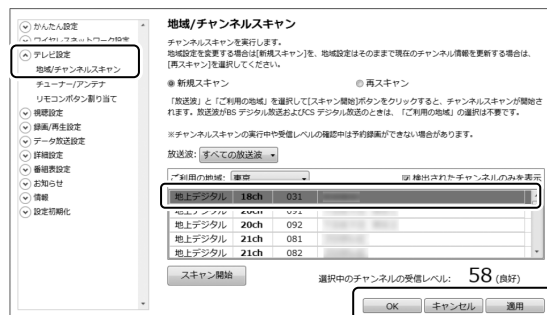 かんたん設定
ワイヤレスネットワーク設定
テレビ設定
地域/チャンネルスキャン
チューナー/アンテナ
リモコンボタン割り当て
視聴設定
録画/再生設定
データ放送設定
詳細設定
番組表設定
お知らせ
情報
設定初期化
地域/チャンネルスキャン
チャンネルスキャンを実行します。
地域設定を変更する場合は[新規スキャン]を、地域設定はそのままで現在のチャンネル情報を更新する場合は、
[再スキャン]を選択してください。
新規スキャン 再スキャン
「放送波」と「ご利用の地域」を選択して[スキャン開始]ボタンをクリックすると、チャンネルスキャンが開始さ
れます。放送波がBS デジタル放送およびCS デジタル放送のときは、「ご利用の地域」の選択は不要です。
※チャンネルスキャンの実行中や受信レベルの確認中は予約録画ができない場合があります。
放送波: すべての放送波
ご利用の地域: 東京 検出されたチャンネルのみを表示
地上デジタル 18ch 031
地上デジタル 20ch 091
地上デジタル 20ch 092
地上デジタル 21ch 081
地上デジタル 21ch 082
スキャン開始 選択中のチャンネルの受信レベル: 58 (良好)
OK キャンセル 適用